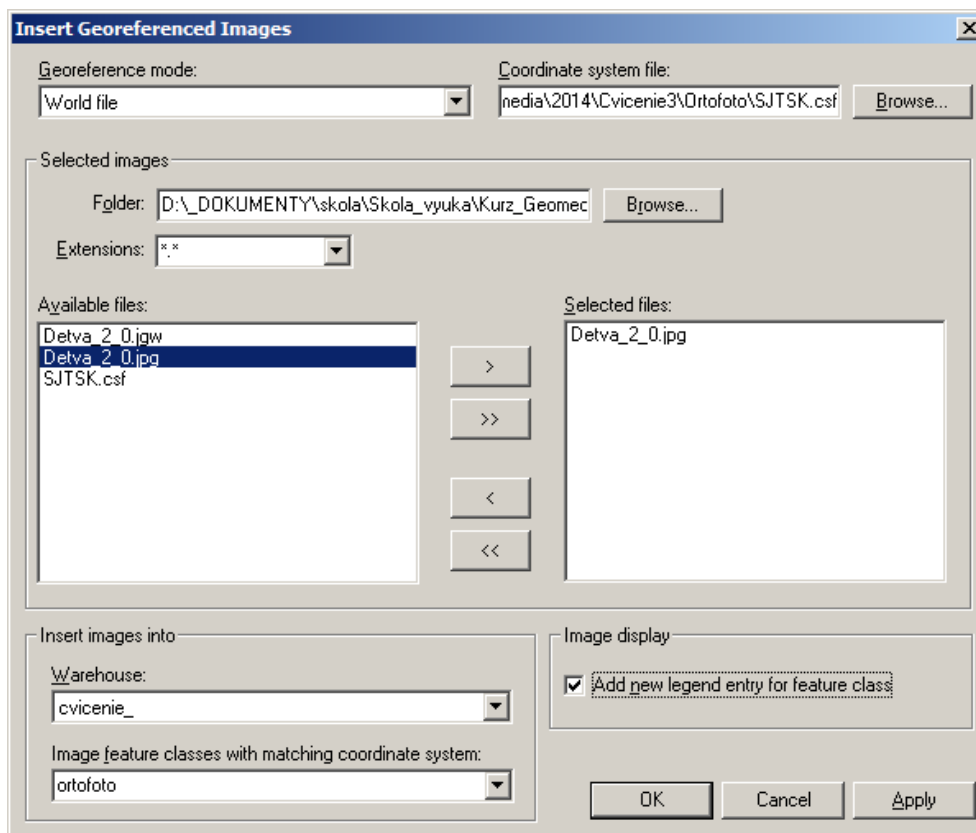 Insert Georeferenced Images
Georeference mode:
World file
Coordinate system file:
nedia\2014\Cvicenie3\Ortofoto\SJTSK.csf
Browse...
Selected images
Folder:
D:\_DOKUMENTY\skola\Skola_vyuka\Kurz_Geomec
Browse...
Extensions:
*.*
Available files:
Detva_2_0.jgw
Detva_2_0.jpg
SJTSK.csf
>
>>
<
<<
Selected files:
Detva_2_0.jpg
Insert images into
Warehouse:
cvicenie_
Image feature classes with matching coordinate system:
ortofoto
Image display
Add new legend entry for feature class
OK
Cancel
Apply